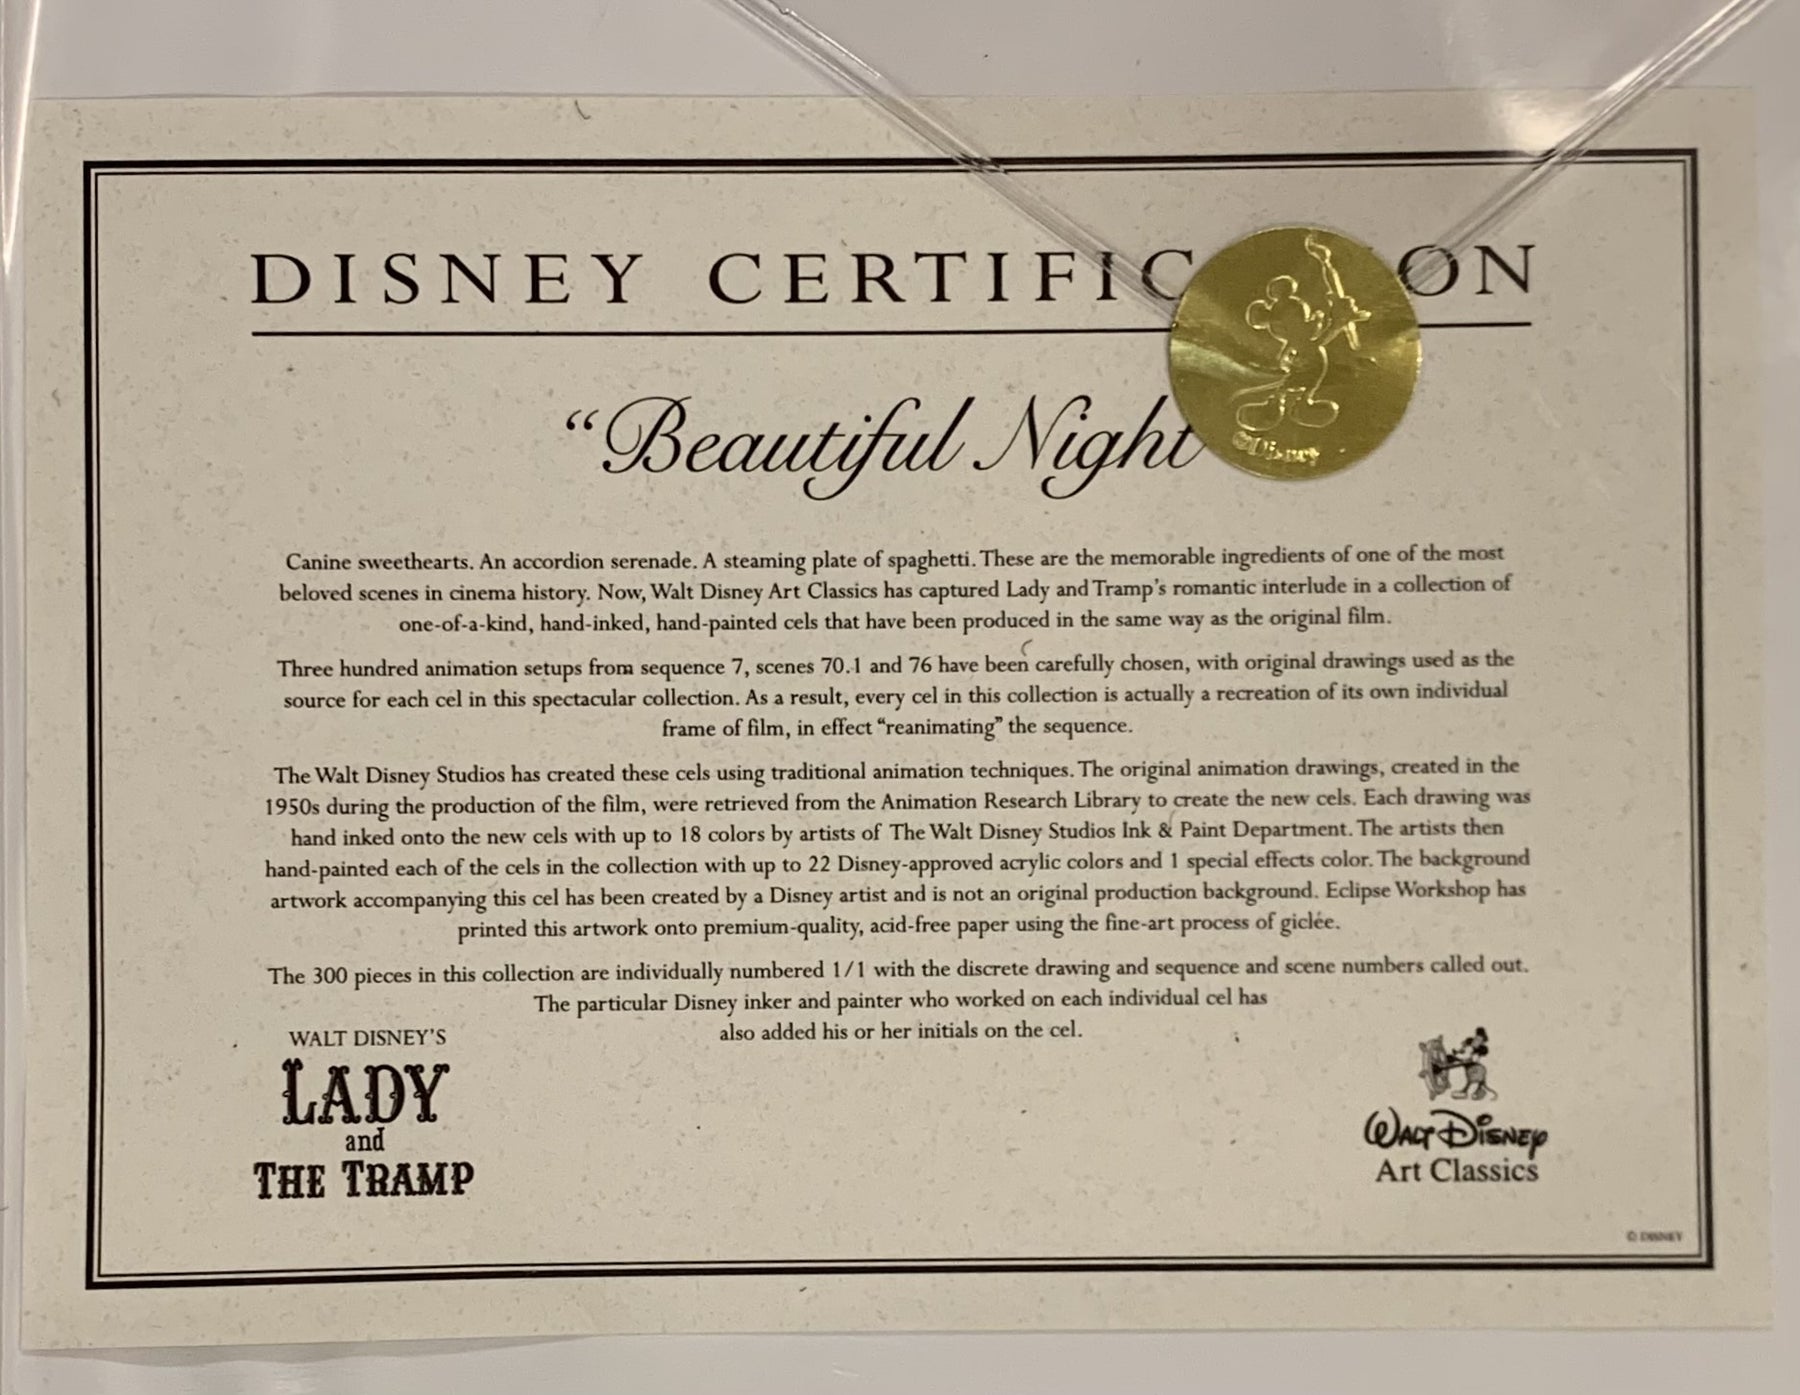 DISNEY CERTIFIC ON
“Beautiful Night
©Disney
Canine sweethearts. An accordion serenade. A steaming plate of spaghetti. These are the memorable ingredients of one of the most
beloved scenes in cinema history. Now, Walt Disney Art Classics has captured Lady and Tramp’s romantic interlude in a collection of
one-of-a-kind, hand-inked, hand-painted cels that have been produced in the same way as the original film.
Three hundred animation setups from sequence 7, scenes 70.1 and 76 have been carefully chosen, with original drawings used as the
source for each cel in this spectacular collection. As a result, every cel in this collection is actually a recreation of its own individual
frame of film, in effect “reanimating” the sequence.
The Walt Disney Studios has created these cels using traditional animation techniques. The original animation drawings, created in the
1950s during the production of the film, were retrieved from the Animation Research Library to create the new cels. Each drawing was
hand inked onto the new cels with up to 18 colors by artists of The Walt Disney Studios Ink & Paint Department. The artists then
hand-painted each of the cels in the collection with up to 22 Disney-approved acrylic colors and 1 special effects color. The background
artwork accompanying this cel has been created by a Disney artist and is not an original production background. Eclipse Workshop has
printed this artwork onto premium-quality, acid-free paper using the fine-art process of giclée.
The 300 pieces in this collection are individually numbered 1/1 with the discrete drawing and sequence and scene numbers called out.
The particular Disney inker and painter who worked on each individual cel has
also added his or her initials on the cel.
WALT DISNEY’S
LADY
and
THE TRAMP
WALT DISNEY
Art Classics
© DISNEY